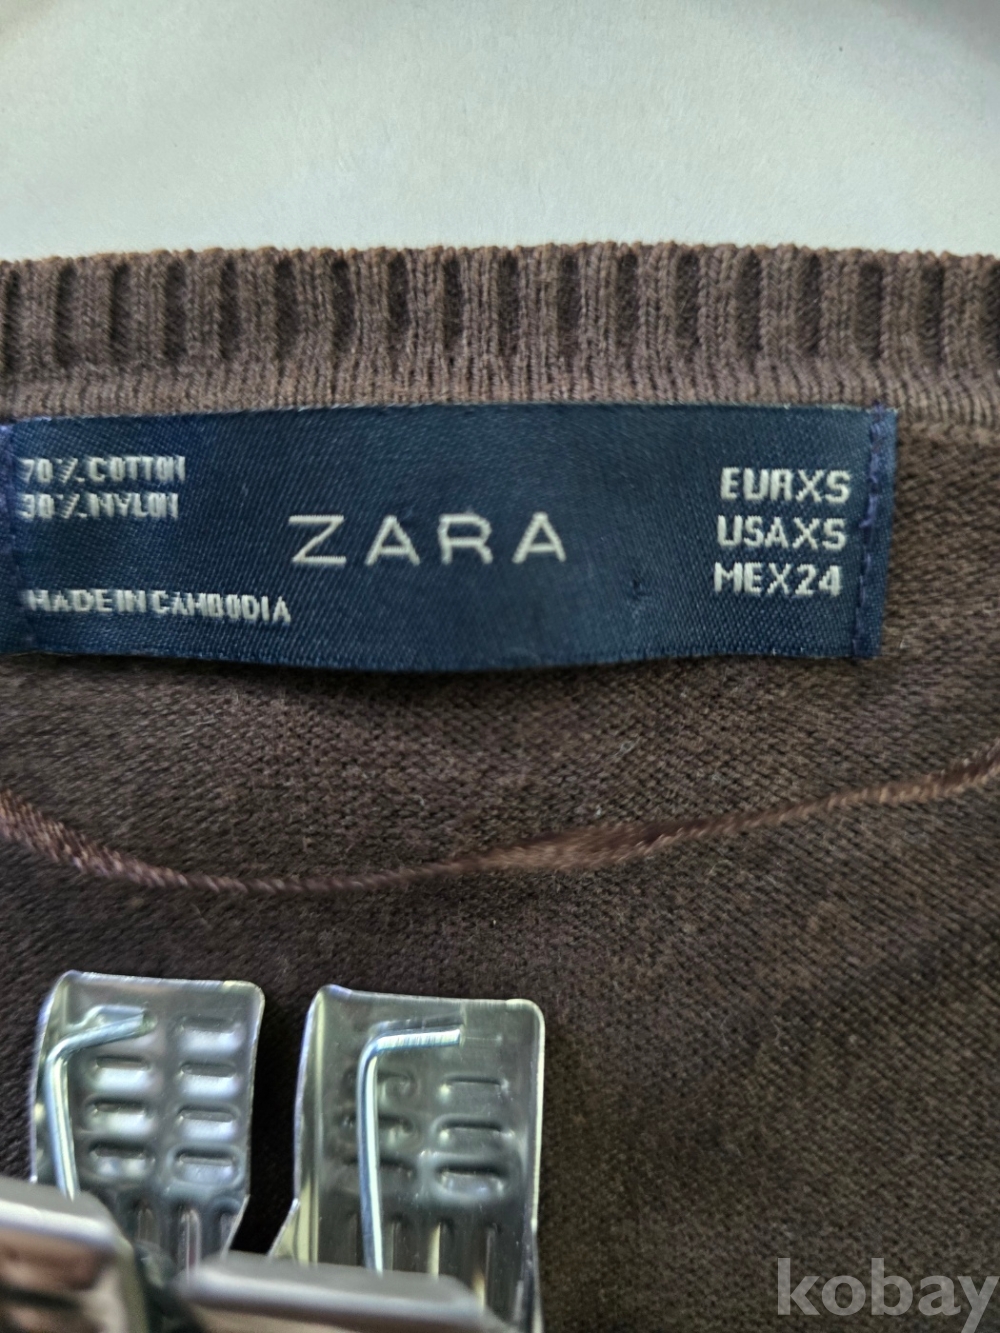 70% COTTON
30% NYLON
MADE IN CAMBODIA
ZARA
EUR XS
USA XS
MEX 24
kobay